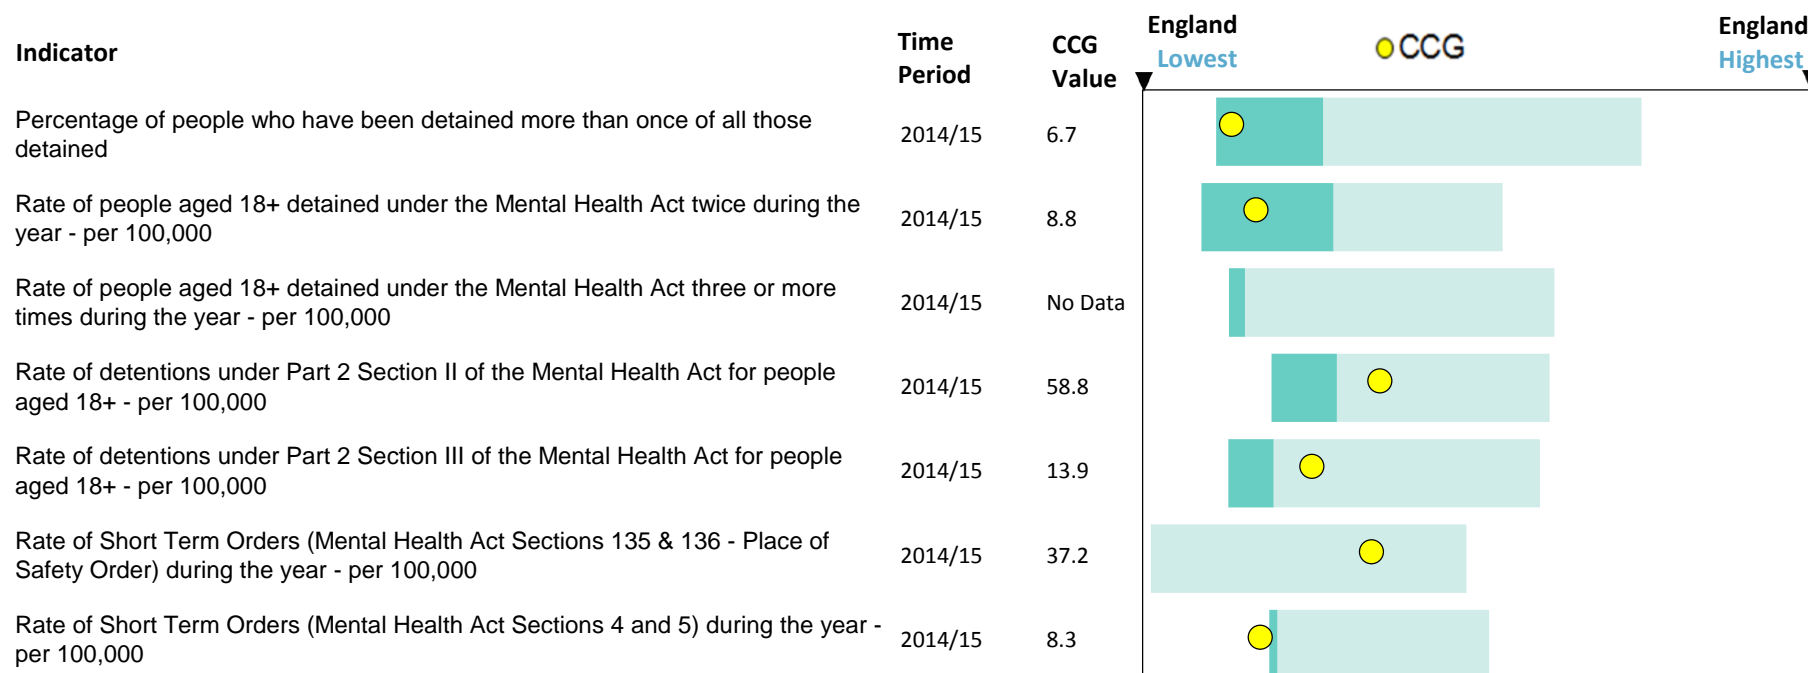 Indicator
Time
Period
CCG
Value
England
Lowest
CCG
England
Highest
Percentage of people who have been detained more than once of all those
detained
2014/15
6.7
Rate of people aged 18+ detained under the Mental Health Act twice during the
year - per 100,000
2014/15
8.8
Rate of people aged 18+ detained under the Mental Health Act three or more
times during the year - per 100,000
2014/15
No Data
Rate of detentions under Part 2 Section II of the Mental Health Act for people
aged 18+ - per 100,000
2014/15
58.8
Rate of detentions under Part 2 Section III of the Mental Health Act for people
aged 18+ - per 100,000
2014/15
13.9
Rate of Short Term Orders (Mental Health Act Sections 135 & 136 - Place of
Safety Order) during the year - per 100,000
2014/15
37.2
Rate of Short Term Orders (Mental Health Act Sections 4 and 5) during the year -
per 100,000
2014/15
8.3